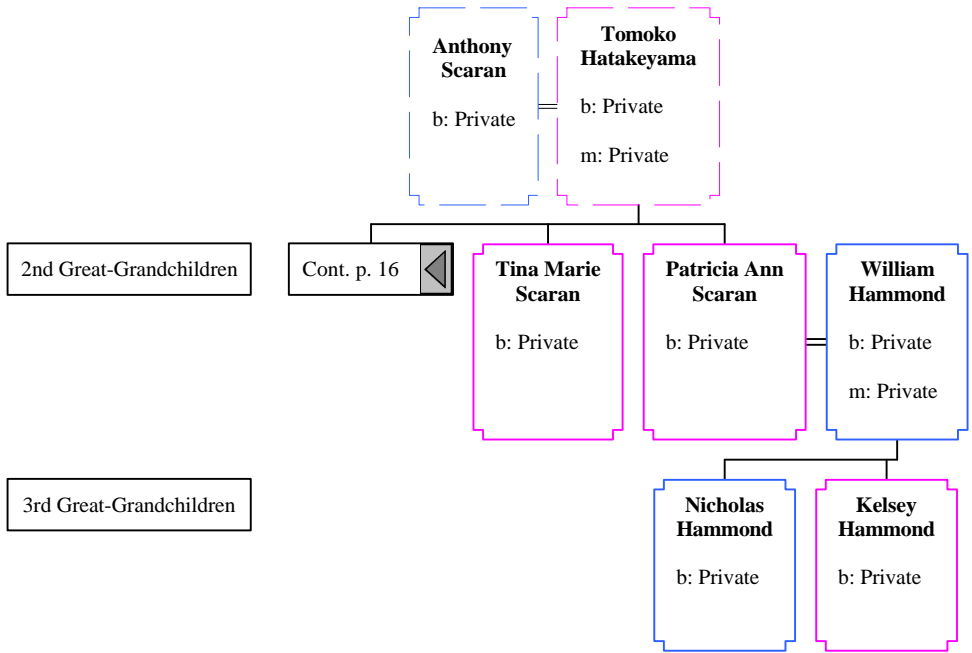 Anthony
Scaran
b: Private
Tomoko
Hatakeyama
b: Private
m: Private
2nd Great-Grandchildren
Cont. p. 16
Tina Marie
Scaran
b: Private
Patricia Ann
Scaran
b: Private
William
Hammond
b: Private
m: Private
3rd Great-Grandchildren
Nicholas
Hammond
b: Private
Kelsey
Hammond
b: Private